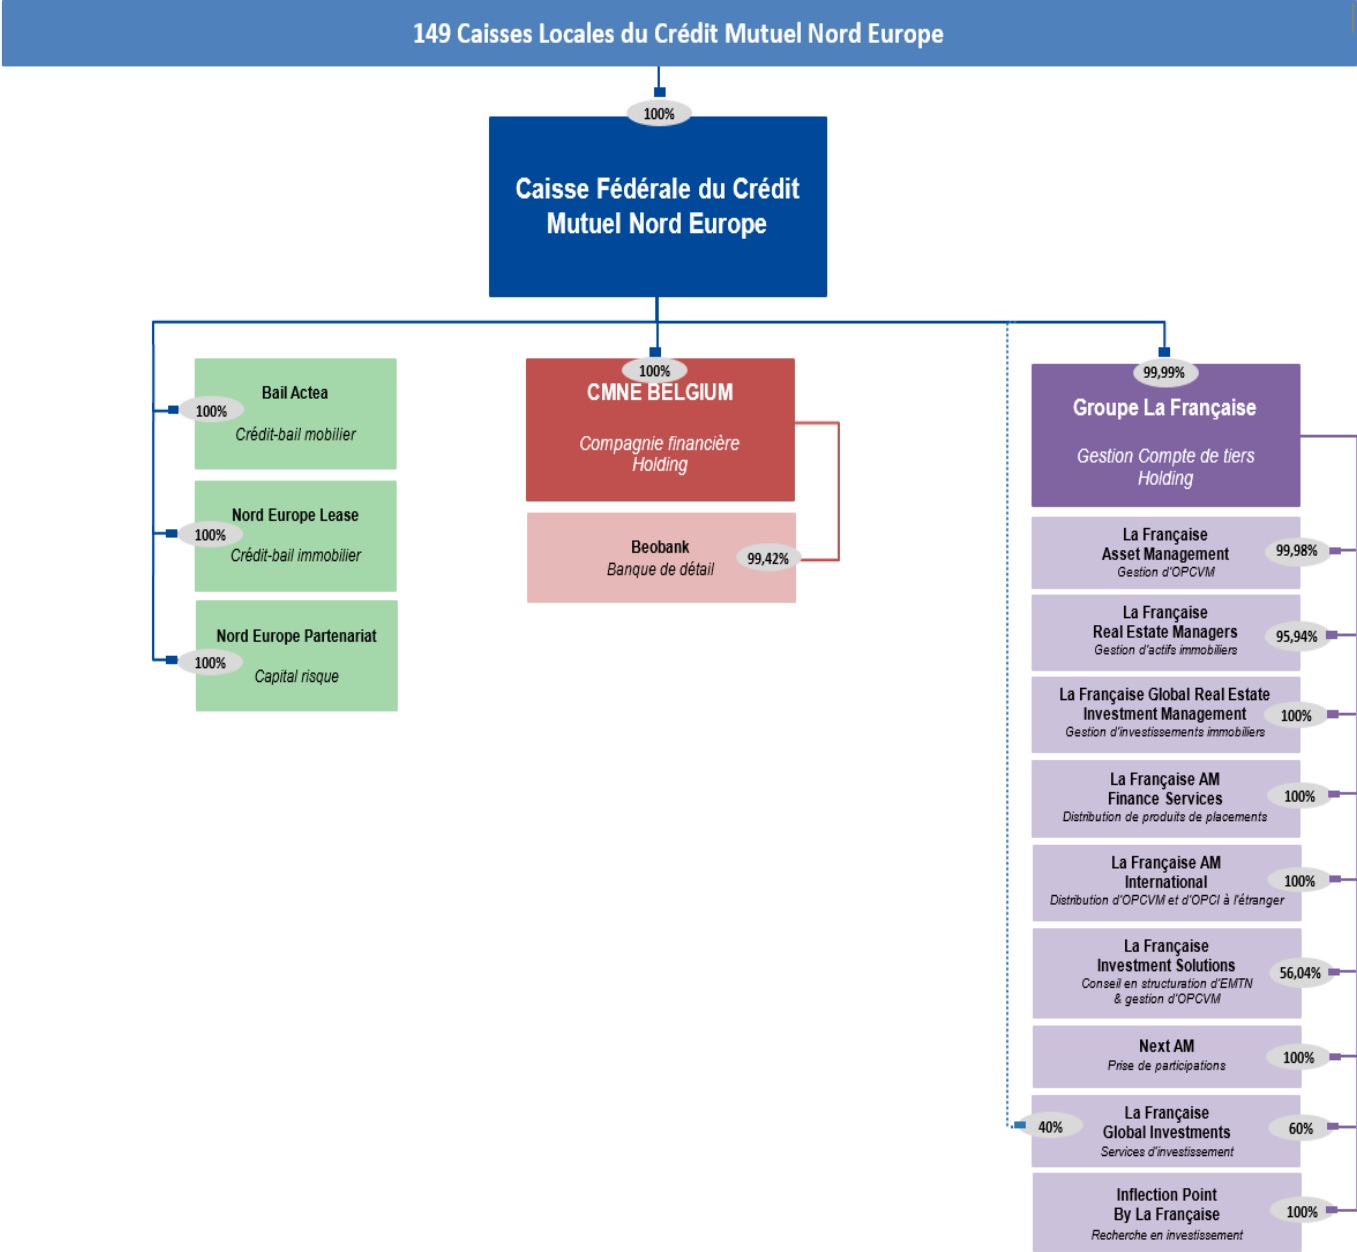 149 Caisses Locales du Crédit Mutuel Nord Europe
100%
Caisse Fédérale du Crédit
Mutuel Nord Europe
Bail Actea
100%
Crédit-bail mobilier
Nord Europe Lease
100%
Crédit-bail immobilier
Nord Europe Partenariat
100%
Capital risque
100%
CMNE BELGIUM
Compagnie financière
Holding
Beobank
99,42%
Banque de détail
99,99%
Groupe La Française
Gestion Compte de tiers
Holding
La Française
Asset Management
99,98%
Gestion d'OPCVM
La Française
Real Estate Managers
95,94%
Gestion d'actifs immobiliers
La Française Global Real Estate
Investment Management
100%
Gestion d'investissements immobiliers
La Française AM
Finance Services
100%
Distribution de produits de placements
La Française AM
International
100%
Distribution d'OPCVM et d'OPCI à l'étranger
La Française
Investment Solutions
56,04%
Conseil en structuration d'EMTN
& gestion d'OPCVM
Next AM
100%
Prise de participations
La Française
40%
Global Investments
60%
Services d'investissement
Inflection Point
By La Française
100%
Recherche en investissement